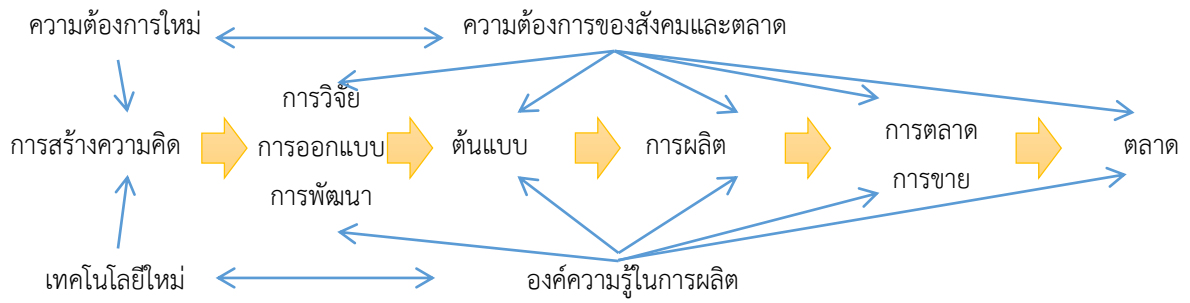 ความต้องการใหม่
ความต้องการของสังคมและตลาด
การสร้างความคิด
การวิจัย
การออกแบบ
การพัฒนา
ต้นแบบ
การผลิต
การตลาด
การขาย
ตลาด
เทคโนโลยีใหม่
องค์ความรู้ในการผลิต